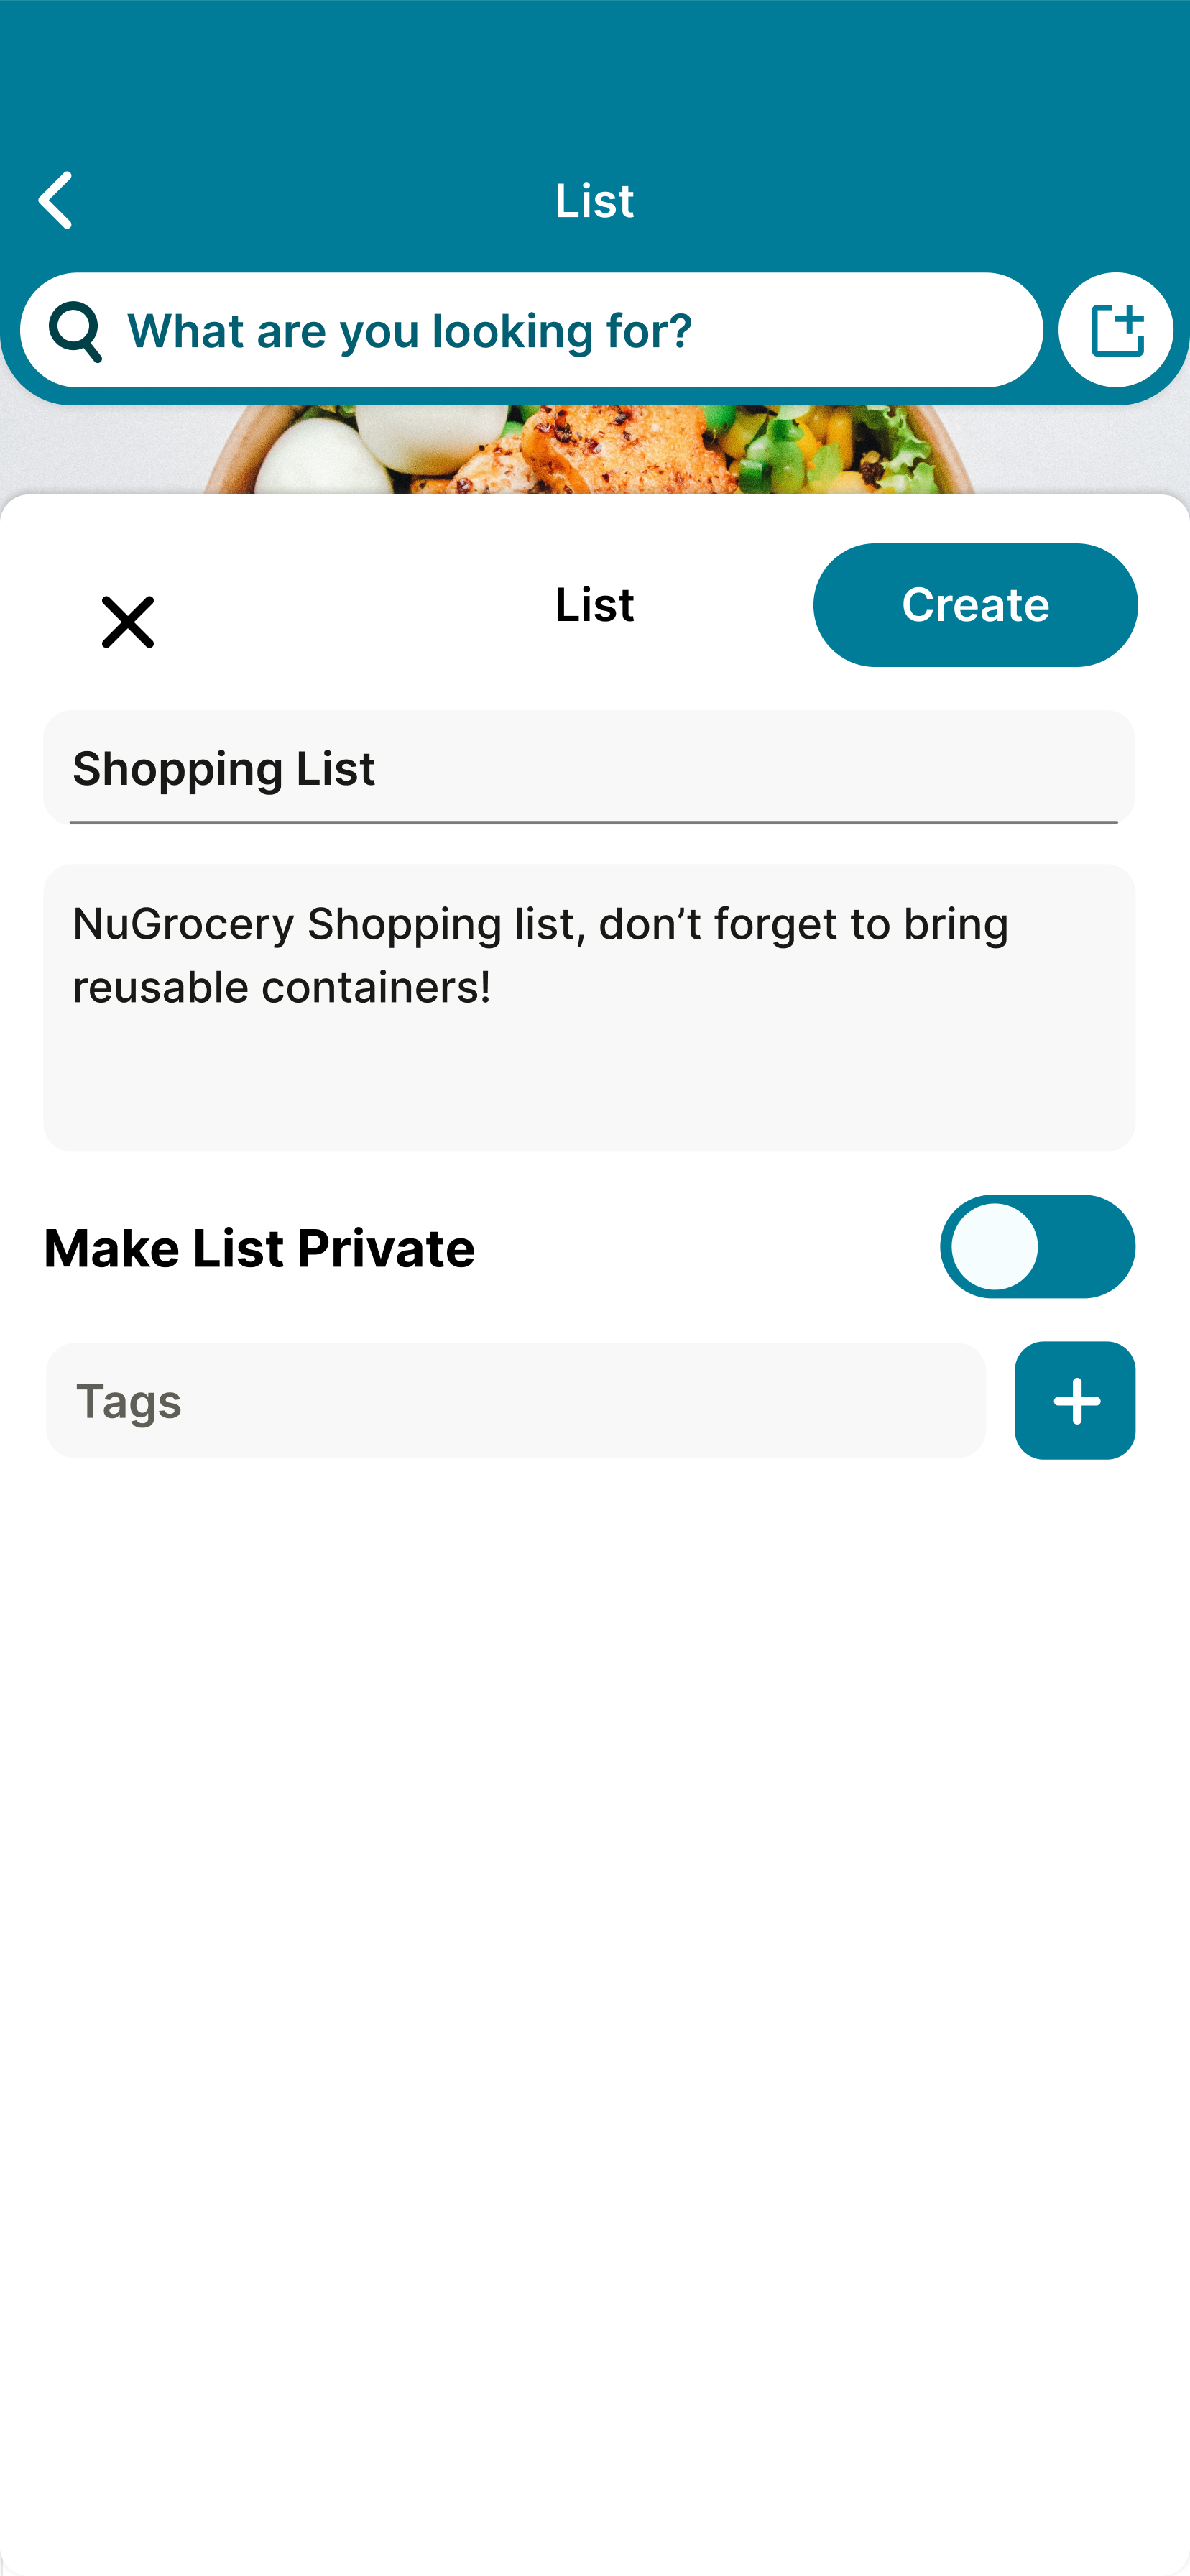 List
What are you looking for?
List
Create
Shopping List
NuGrocery Shopping list, don’t forget to bring
reusable containers!
Make List Private
Tags